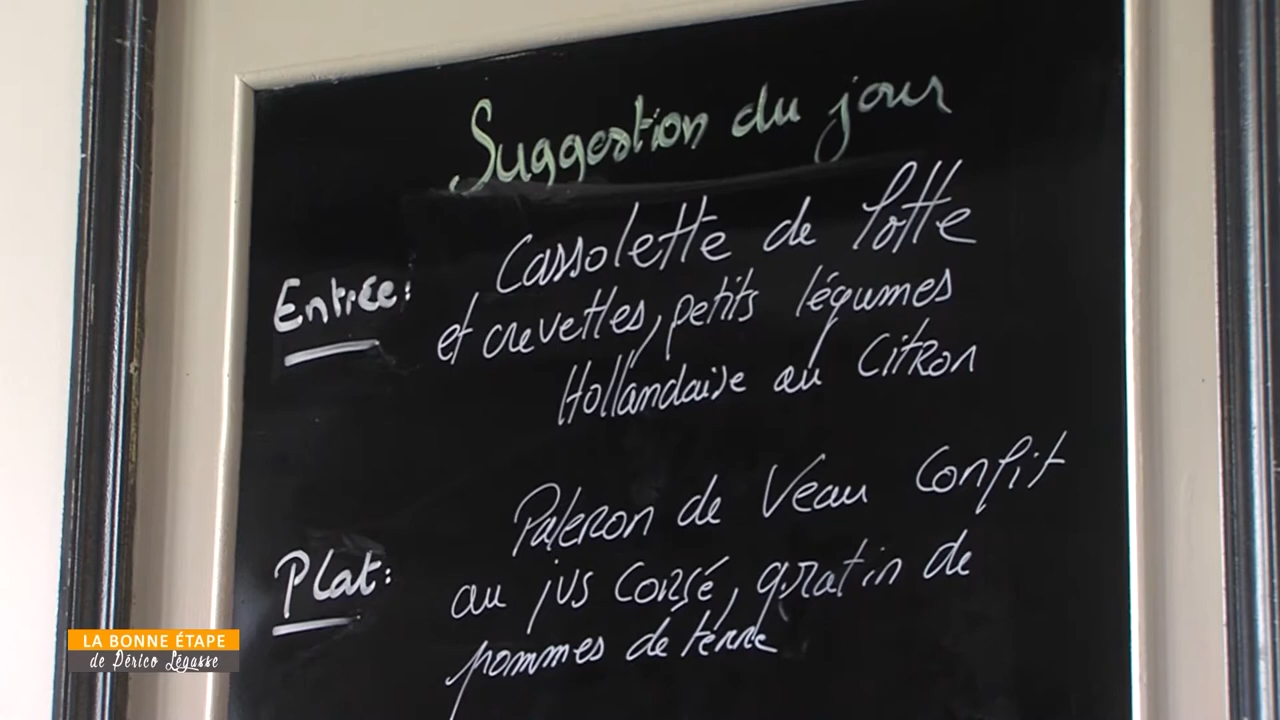 Suggestion du jour
Entrée: Cassolette de lotte
et crevettes, petits légumes
Hollandaise au Citron
Paleron de Veau Confit
Plat: au jus corsé, gratin de
pommes de terre
LA BONNE ÉTAPE
de Périco Légasse